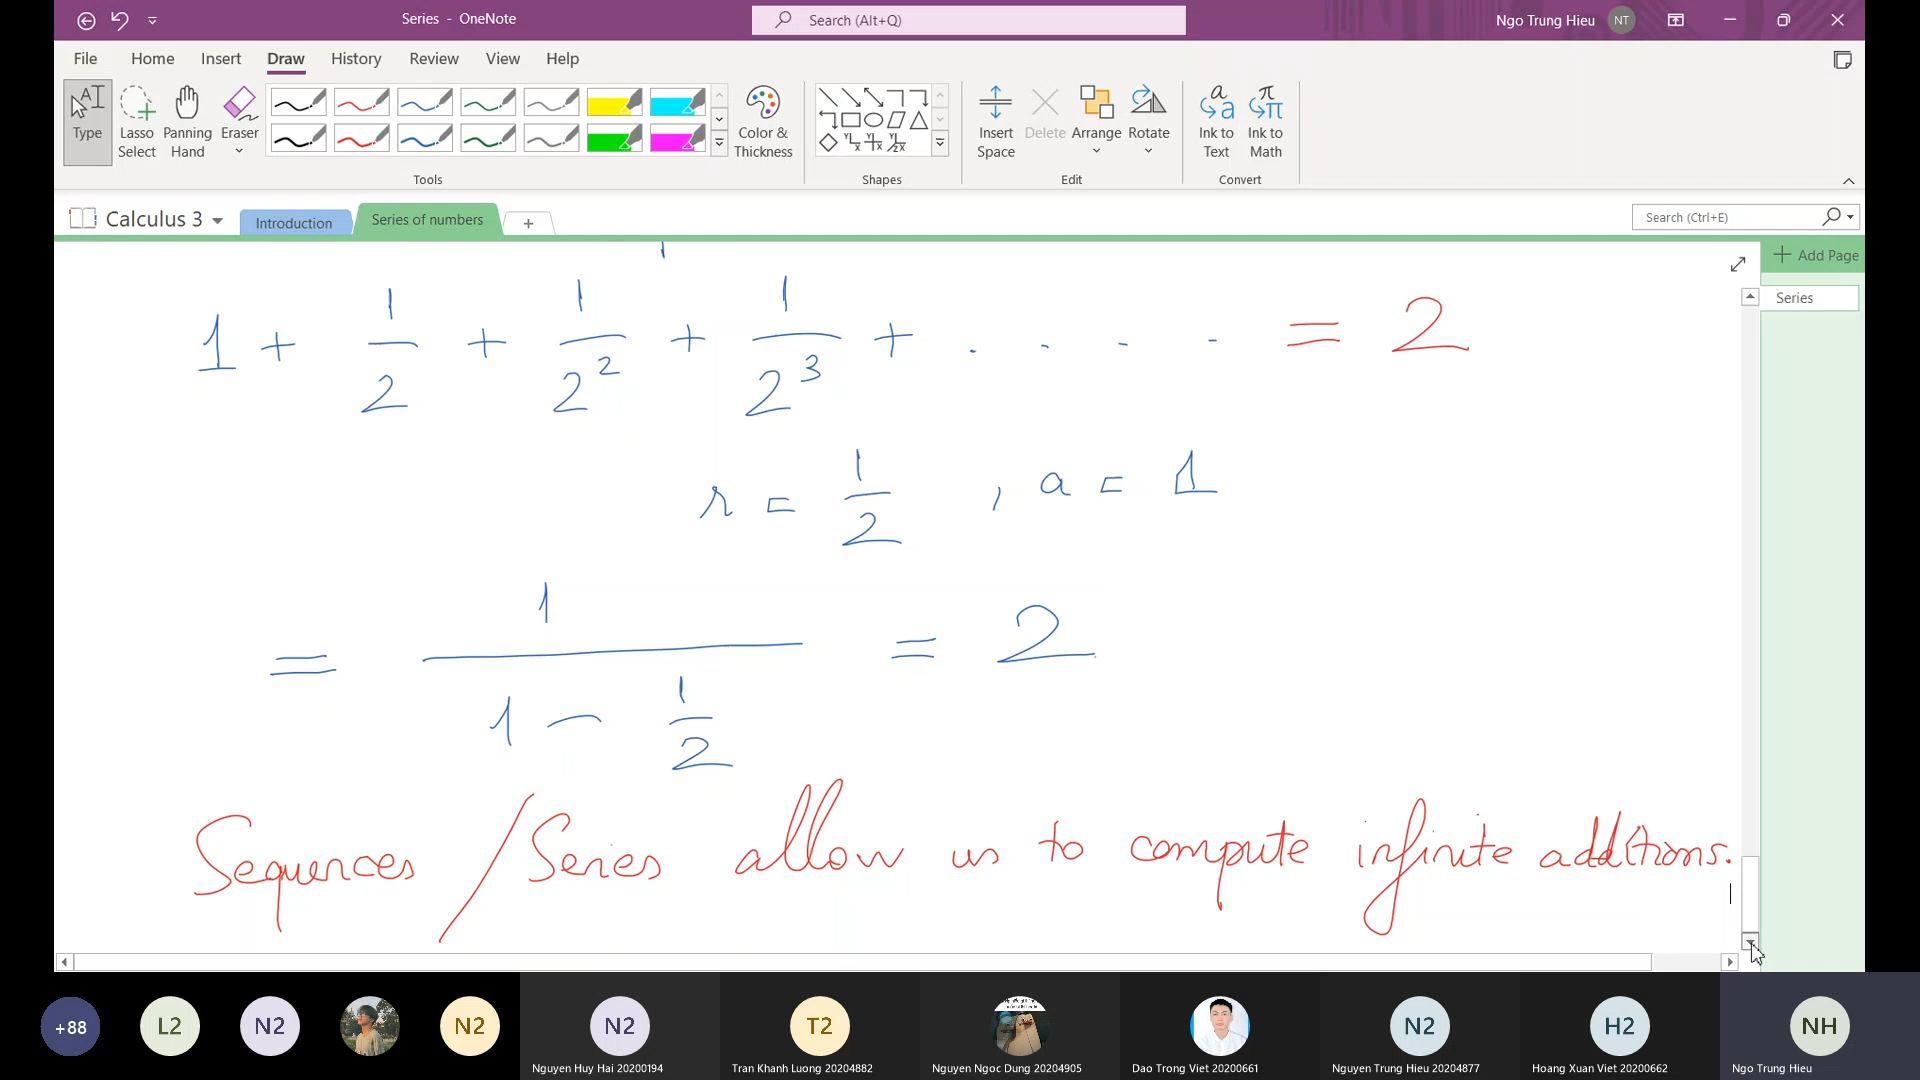 Series - OneNote
Search (Alt+Q)
Ngo Trung Hieu NT
File Home Insert Draw History Review View Help
Type
Lasso Select
Panning Hand
Eraser
Color & Thickness
Insert Space
Delete
Arrange
Rotate
Ink to Text
Ink to Math
Tools
Shapes
Edit
Convert
Calculus 3
Introduction
Series of numbers
Search (Ctrl+E)
Add Page
Series
1 + 1/2 + 1/2^2 + 1/2^3 + . . . . = 2
r = 1/2 , a = 1
= 1/(1 - 1/2) = 2
Sequences / Series allow us to compute infinite additions.
+88
L2
N2
N2
N2
T2
N2
H2
NH
Nguyen Huy Hai 20200194
Tran Khanh Luong 20204882
Nguyen Ngoc Dung 20204905
Dao Trong Viet 20200661
Nguyen Trung Hieu 20204877
Hoang Xuan Viet 20200662
Ngo Trung Hieu